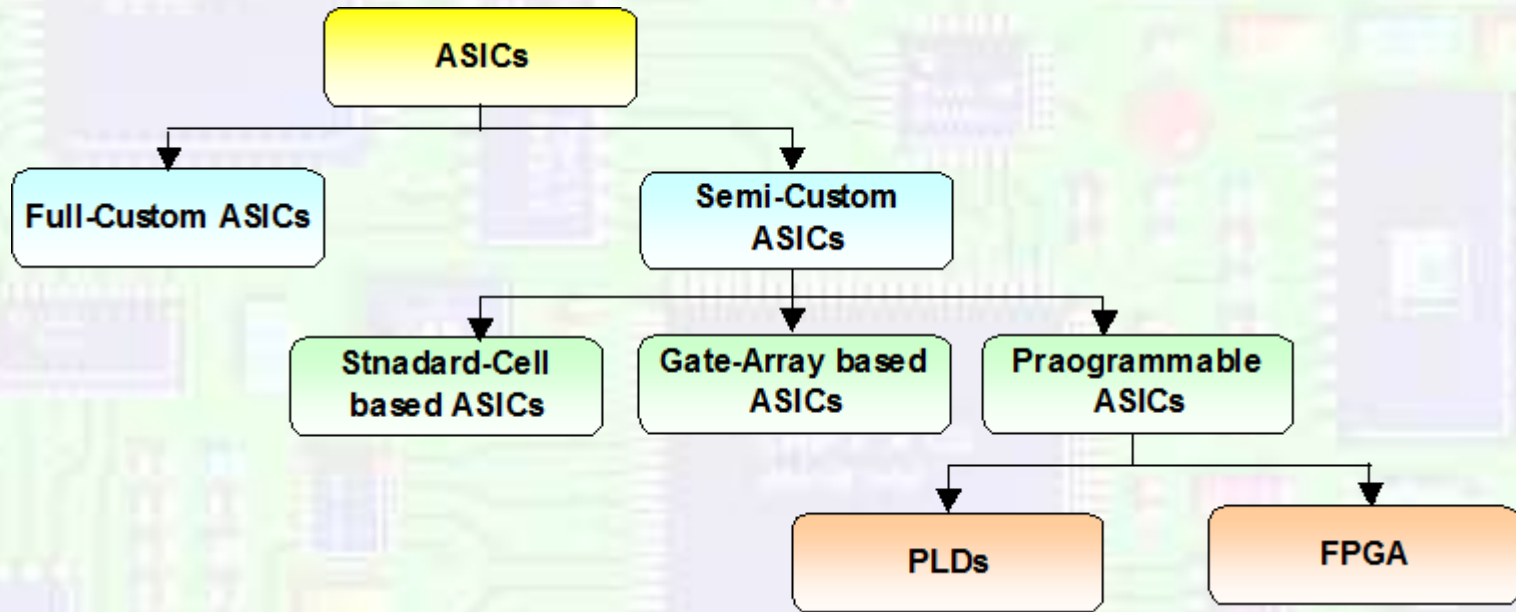 ASICs
Full-Custom ASICs
Semi-Custom
ASICs
Stnadard-Cell
based ASICs
Gate-Array based
ASICs
Praogrammable
ASICs
PLDs
FPGA